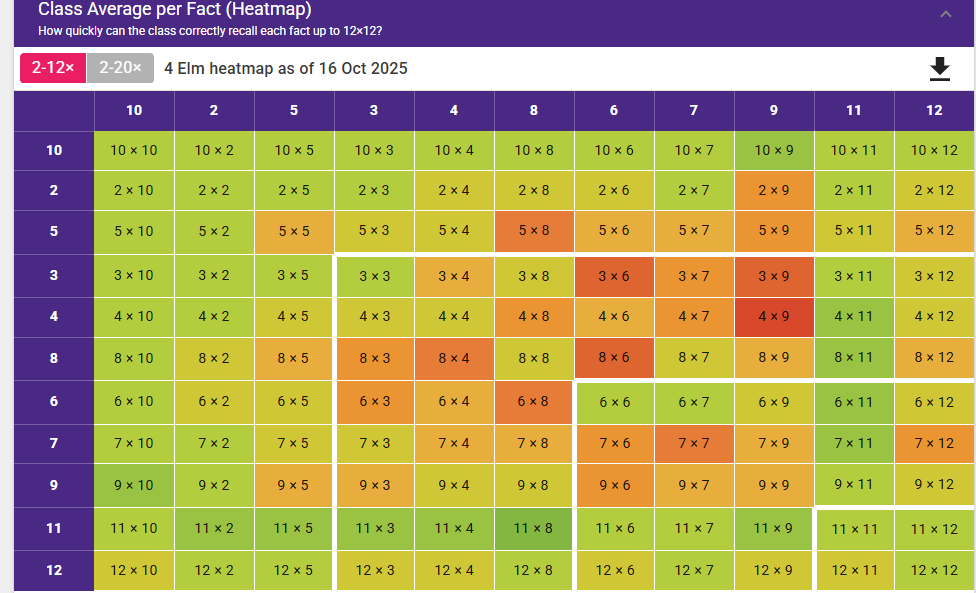 Class Average per Fact (Heatmap)
How quickly can the class correctly recall each fact up to 12×12?
2-12× 2-20× 4 Elm heatmap as of 16 Oct 2025
10 2 5 3 4 8 6 7 9 11 12
10 10 × 10 10 × 2 10 × 5 10 × 3 10 × 4 10 × 8 10 × 6 10 × 7 10 × 9 10 × 11 10 × 12
2 2 × 10 2 × 2 2 × 5 2 × 3 2 × 4 2 × 8 2 × 6 2 × 7 2 × 9 2 × 11 2 × 12
5 5 × 10 5 × 2 5 × 5 5 × 3 5 × 4 5 × 8 5 × 6 5 × 7 5 × 9 5 × 11 5 × 12
3 3 × 10 3 × 2 3 × 5 3 × 3 3 × 4 3 × 8 3 × 6 3 × 7 3 × 9 3 × 11 3 × 12
4 4 × 10 4 × 2 4 × 5 4 × 3 4 × 4 4 × 8 4 × 6 4 × 7 4 × 9 4 × 11 4 × 12
8 8 × 10 8 × 2 8 × 5 8 × 3 8 × 4 8 × 8 8 × 6 8 × 7 8 × 9 8 × 11 8 × 12
6 6 × 10 6 × 2 6 × 5 6 × 3 6 × 4 6 × 8 6 × 6 6 × 7 6 × 9 6 × 11 6 × 12
7 7 × 10 7 × 2 7 × 5 7 × 3 7 × 4 7 × 8 7 × 6 7 × 7 7 × 9 7 × 11 7 × 12
9 9 × 10 9 × 2 9 × 5 9 × 3 9 × 4 9 × 8 9 × 6 9 × 7 9 × 9 9 × 11 9 × 12
11 11 × 10 11 × 2 11 × 5 11 × 3 11 × 4 11 × 8 11 × 6 11 × 7 11 × 9 11 × 11 11 × 12
12 12 × 10 12 × 2 12 × 5 12 × 3 12 × 4 12 × 8 12 × 6 12 × 7 12 × 9 12 × 11 12 × 12